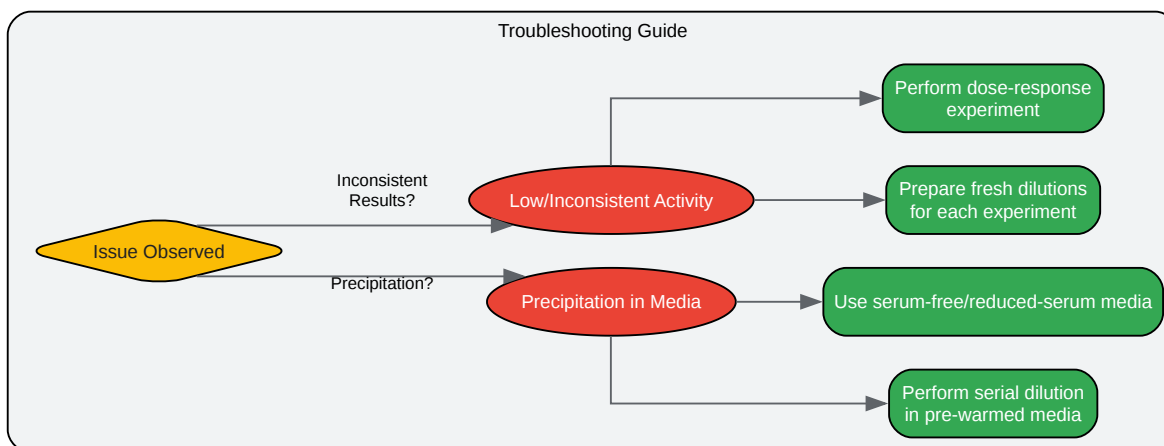 Troubleshooting Guide
Perform dose-response
experiment
Inconsistent
Results?
Low/Inconsistent Activity
Prepare fresh dilutions
for each experiment
Issue Observed
Precipitation?
Precipitation in Media
Use serum-free/reduced-serum media
Perform serial dilution
in pre-warmed media